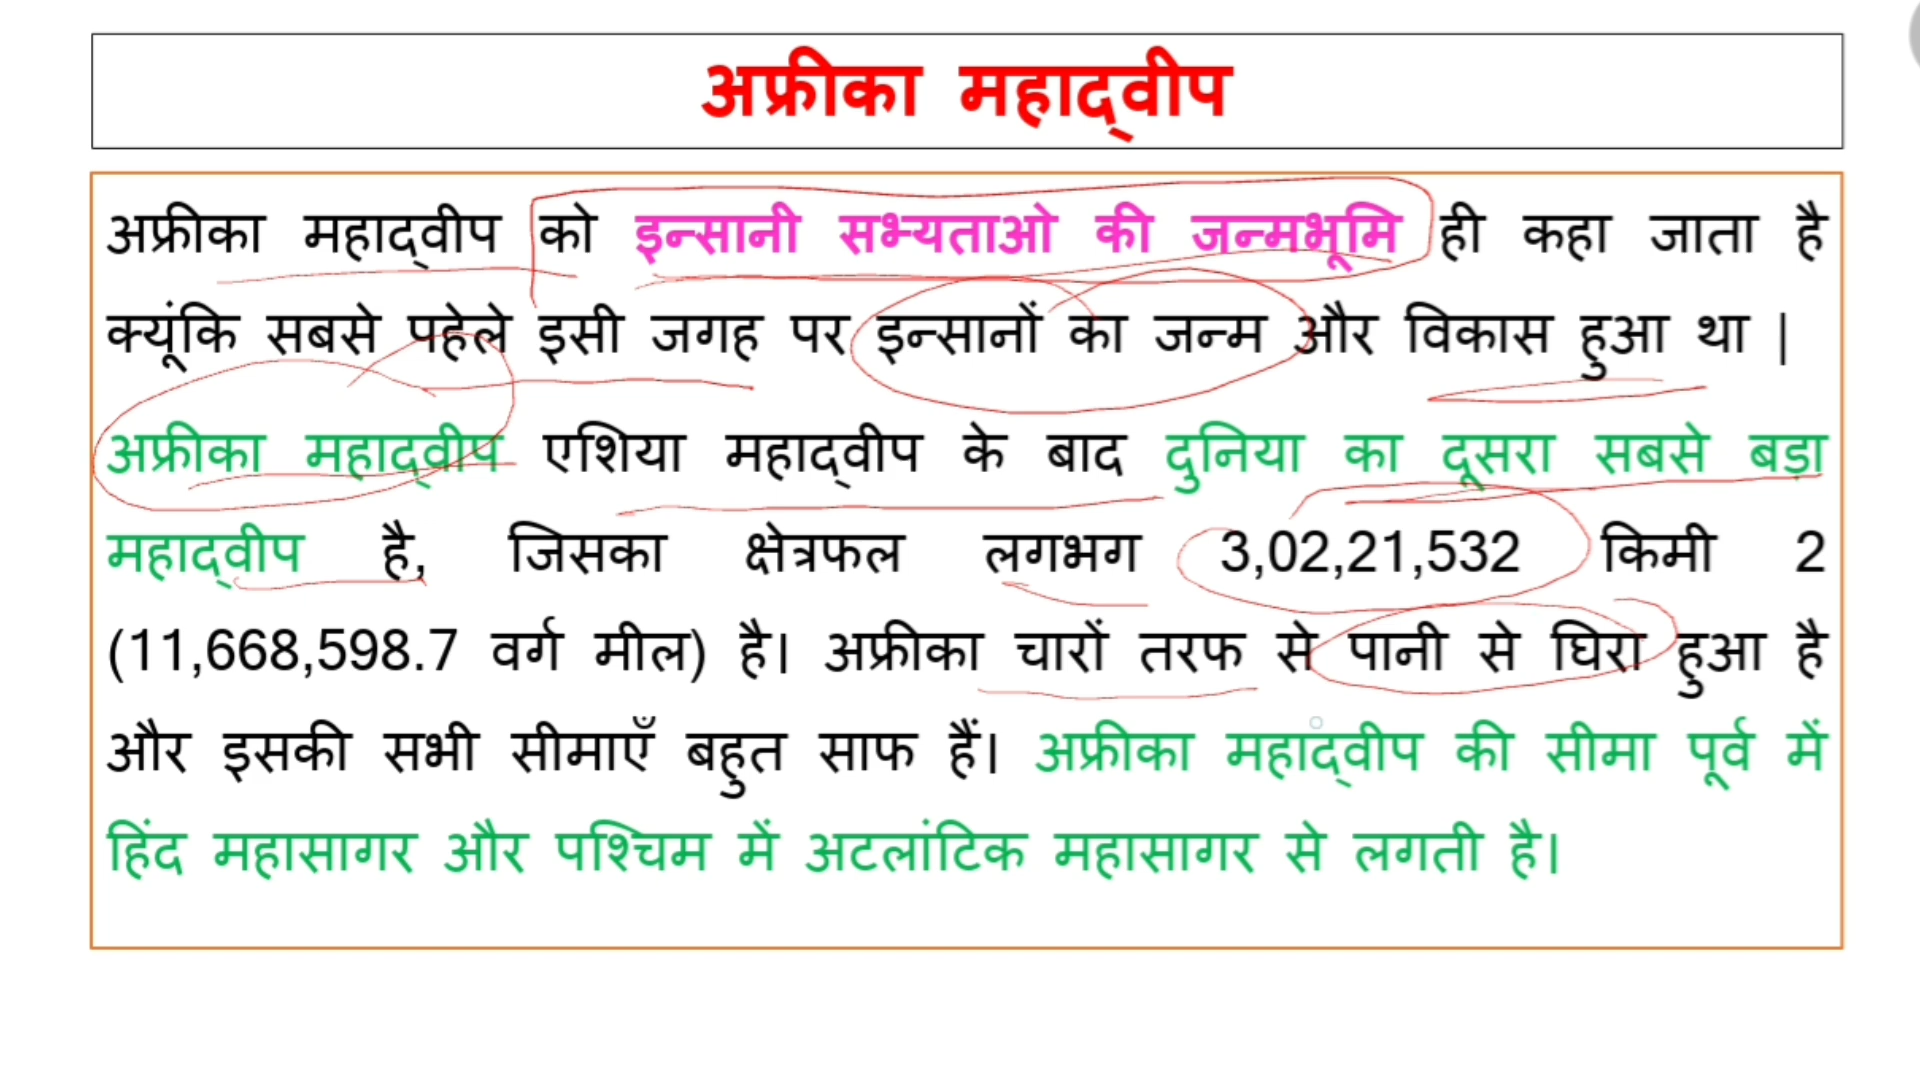 अफ्रीका महाद्वीप
अफ्रीका महाद्वीप को इन्सानी सभ्यताओ की जन्मभूमि ही कहा जाता है
क्यूंकि सबसे पहेले इसी जगह पर इन्सानों का जन्म और विकास हुआ था |
अफ्रीका महाद्वीप एशिया महाद्वीप के बाद दुनिया का दूसरा सबसे बड़ा
महाद्वीप है, जिसका क्षेत्रफल लगभग 3,02,21,532 किमी 2
(11,668,598.7 वर्ग मील) है। अफ्रीका चारों तरफ से पानी से घिरा हुआ है
और इसकी सभी सीमाएँ बहुत साफ हैं। अफ्रीका महाद्वीप की सीमा पूर्व में
हिंद महासागर और पश्चिम में अटलांटिक महासागर से लगती है।